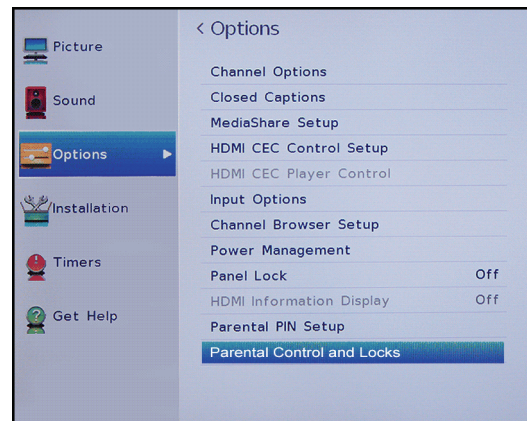 Picture
Sound
Options
Installation
Timers
Get Help
< Options
Channel Options
Closed Captions
MediaShare Setup
HDMI CEC Control Setup
HDMI CEC Player Control
Input Options
Channel Browser Setup
Power Management
Panel Lock Off
HDMI Information Display Off
Parental PIN Setup
Parental Control and Locks